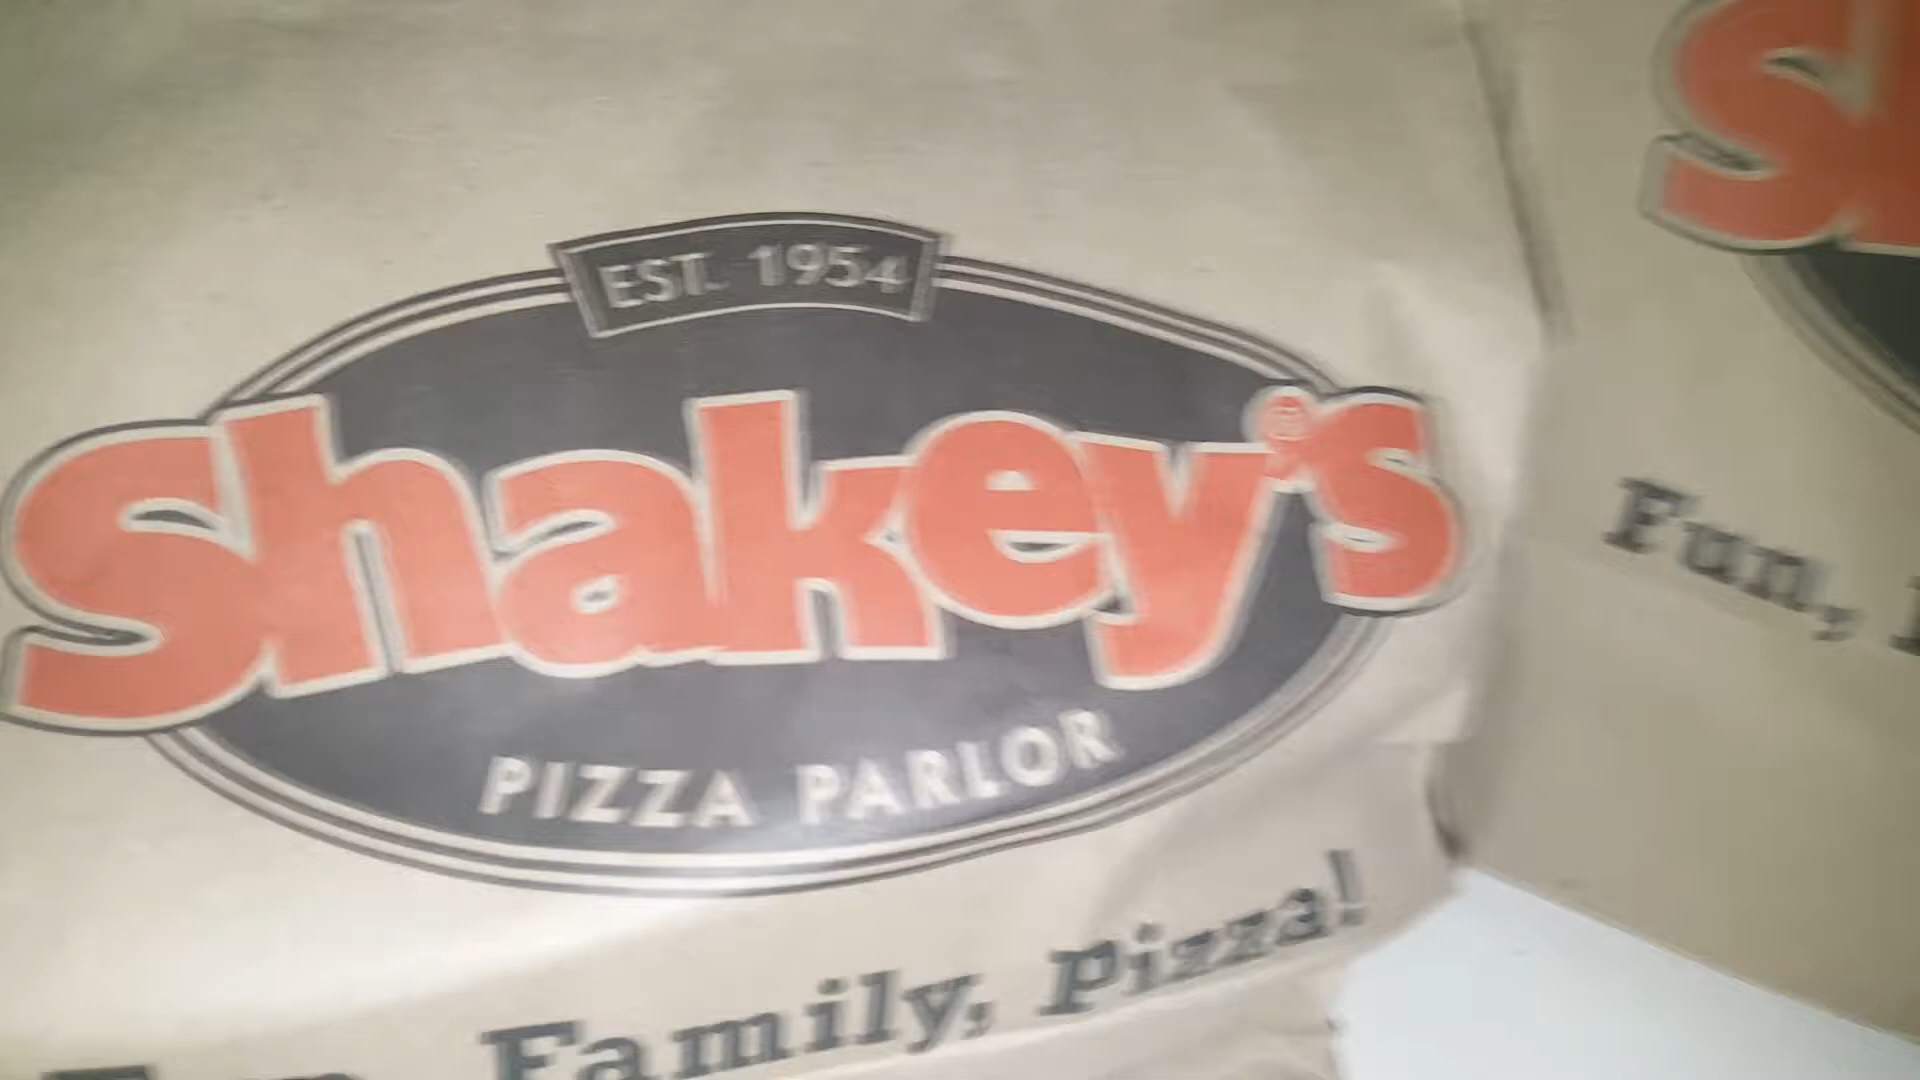 EST. 1954
Shakey's®
PIZZA PARLOR
Family, Pizza!
S
Fun,